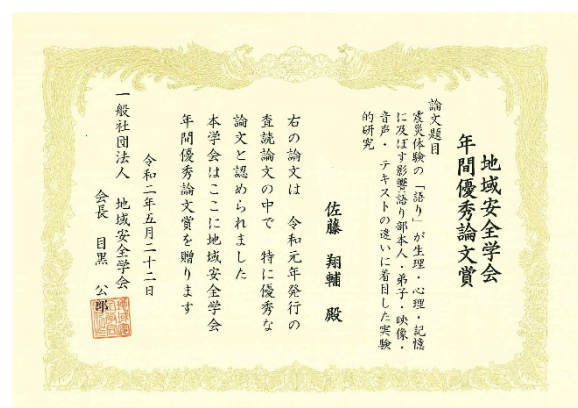 地域安全学会
年間優秀論文賞
論文題目
震災体験の「語り」が生理・心理・記憶
に及ぼす影響語り部本人・弟子・映像・
音声・テキストの違いに着目した実験
的研究
佐藤 翔輔 殿
右の論文は 令和元年発行の
査読論文の中で 特に優秀な
論文と認められました
本学会はここに地域安全学会
年間優秀論文賞を贈ります
令和二年五月二十二日
一般社団法人 地域安全学会
会長 目黒 公郎